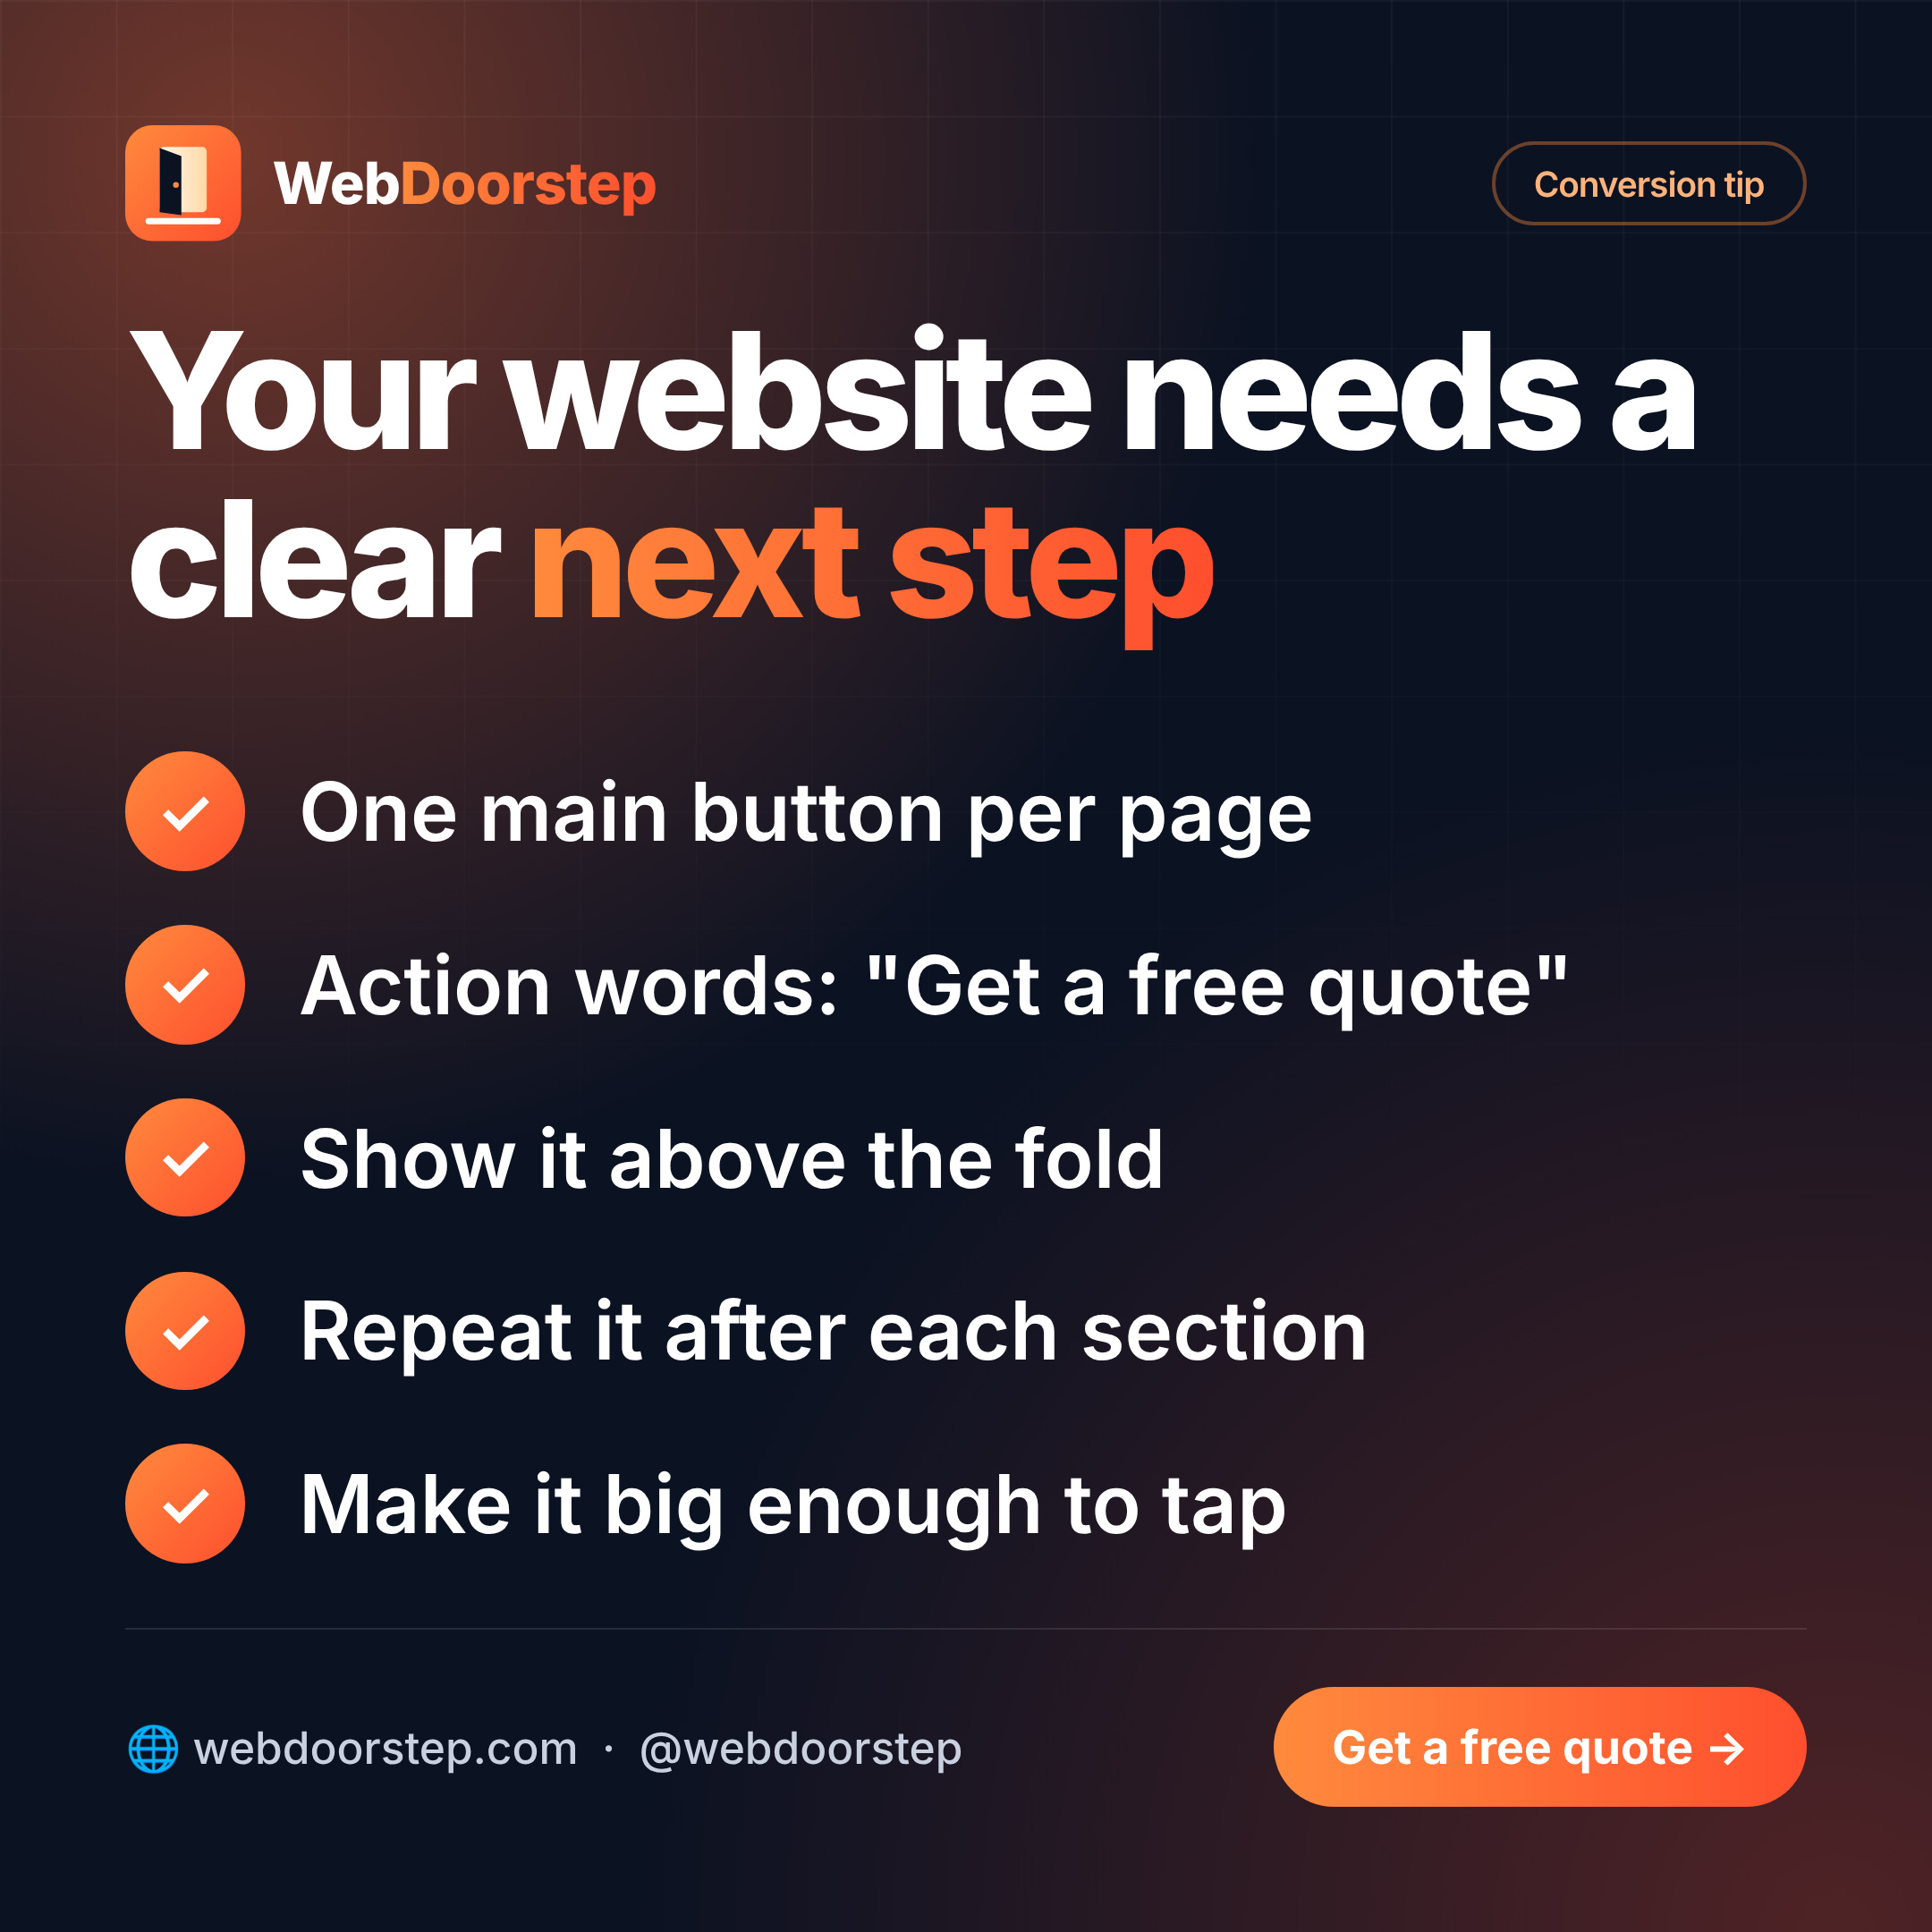 WebDoorstep
Conversion tip
Your website needs a
clear next step
One main button per page
Action words: "Get a free quote"
Show it above the fold
Repeat it after each section
Make it big enough to tap
webdoorstep.com · @webdoorstep
Get a free quote →